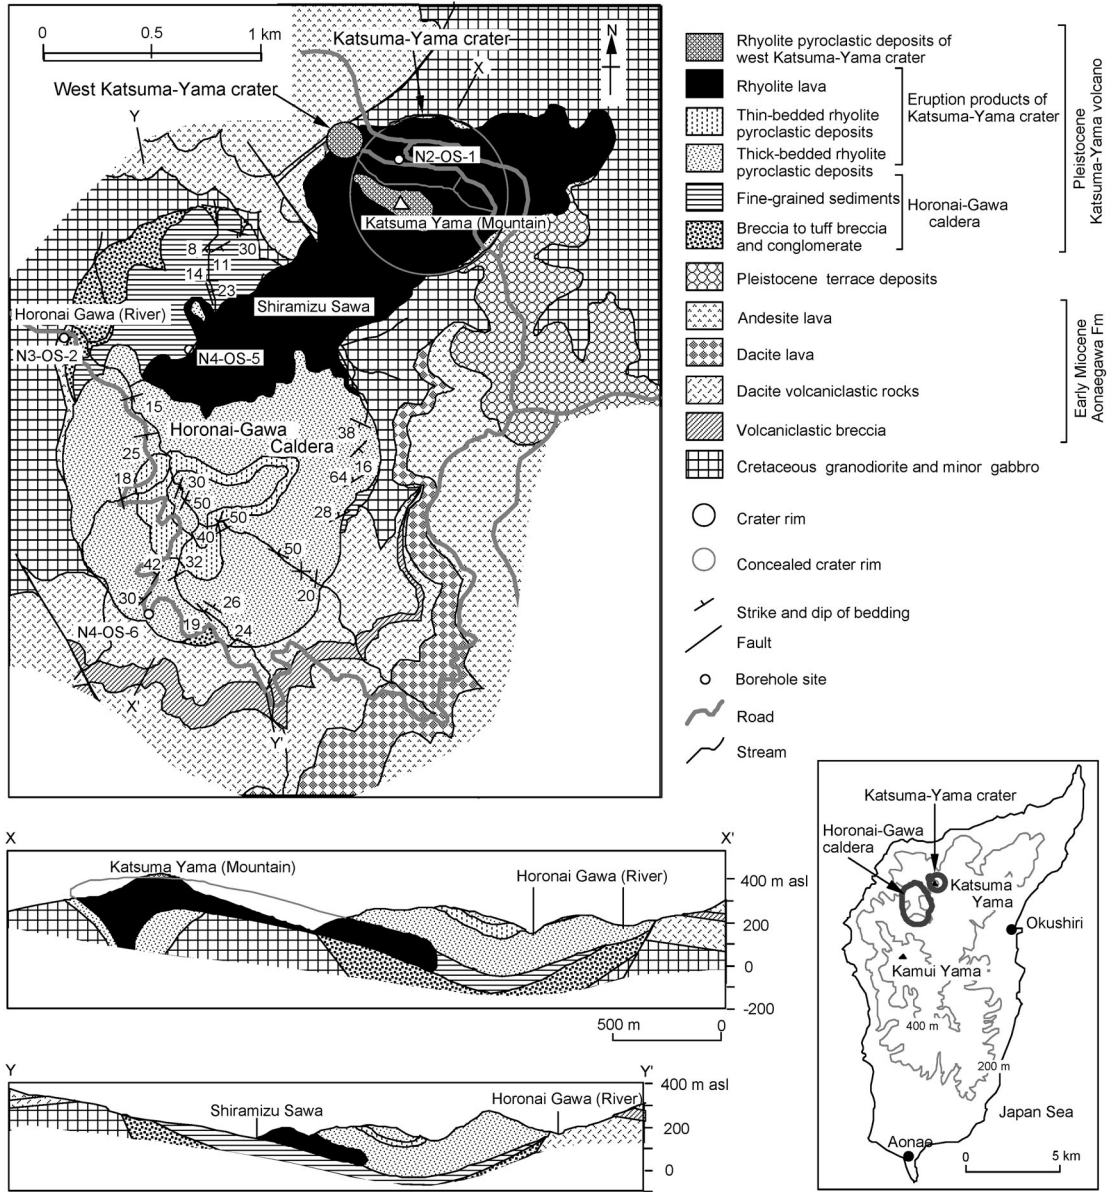 0
0.5
1 km
Katsuma-Yama crater
N
X
West Katsuma-Yama crater
Y
N2-OS-1
Katsuma Yama (Mountain)
8
30
11
14
23
Shiramizu Sawa
Horonai Gawa (River)
N3-OS-2
N4-OS-5
15
Horonai-Gawa
Caldera
38
25
16
18
30
64
50
28
50
40
50
42
32
20
30
26
N4-OS-6
19
24
X'
Y'
Rhyolite pyroclastic deposits of
west Katsuma-Yama crater
Rhyolite lava
Thin-bedded rhyolite
pyroclastic deposits
Thick-bedded rhyolite
pyroclastic deposits
Eruption products of
Katsuma-Yama crater
Fine-grained sediments
Breccia to tuff breccia
and conglomerate
Horonai-Gawa
caldera
Pleistocene
Katsuma-Yama volcano
Pleistocene terrace deposits
Andesite lava
Dacite lava
Dacite volcaniclastic rocks
Volcaniclastic breccia
Early Miocene
Aonaegawa Fm
Cretaceous granodiorite and minor gabbro
Crater rim
Concealed crater rim
Strike and dip of bedding
Fault
Borehole site
Road
Stream
X
X'
Katsuma Yama (Mountain)
Horonai Gawa (River)
400 m asl
200
0
-200
500 m
0
Y
Y'
Shiramizu Sawa
Horonai Gawa (River)
400 m asl
200
0
Katsuma-Yama crater
Horonai-Gawa
caldera
Katsuma
Yama
Okushiri
Kamui Yama
400 m
200 m
Japan Sea
Aonae
0
5 km